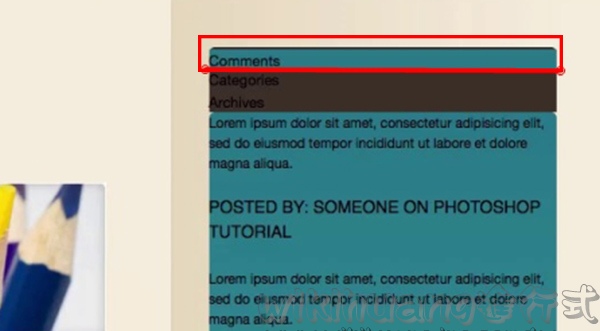 Comments
Categories
Archives
Lorem ipsum dolor sit amet, consectetur adipisicing elit,
sed do eiusmod tempor incididunt ut labore et dolore
magna aliqua.
POSTED BY: SOMEONE ON PHOTOSHOP
TUTORIAL
Lorem ipsum dolor sit amet, consectetur adipisicing elit,
sed do eiusmod tempor incididunt ut labore et dolore
magna aliqua.